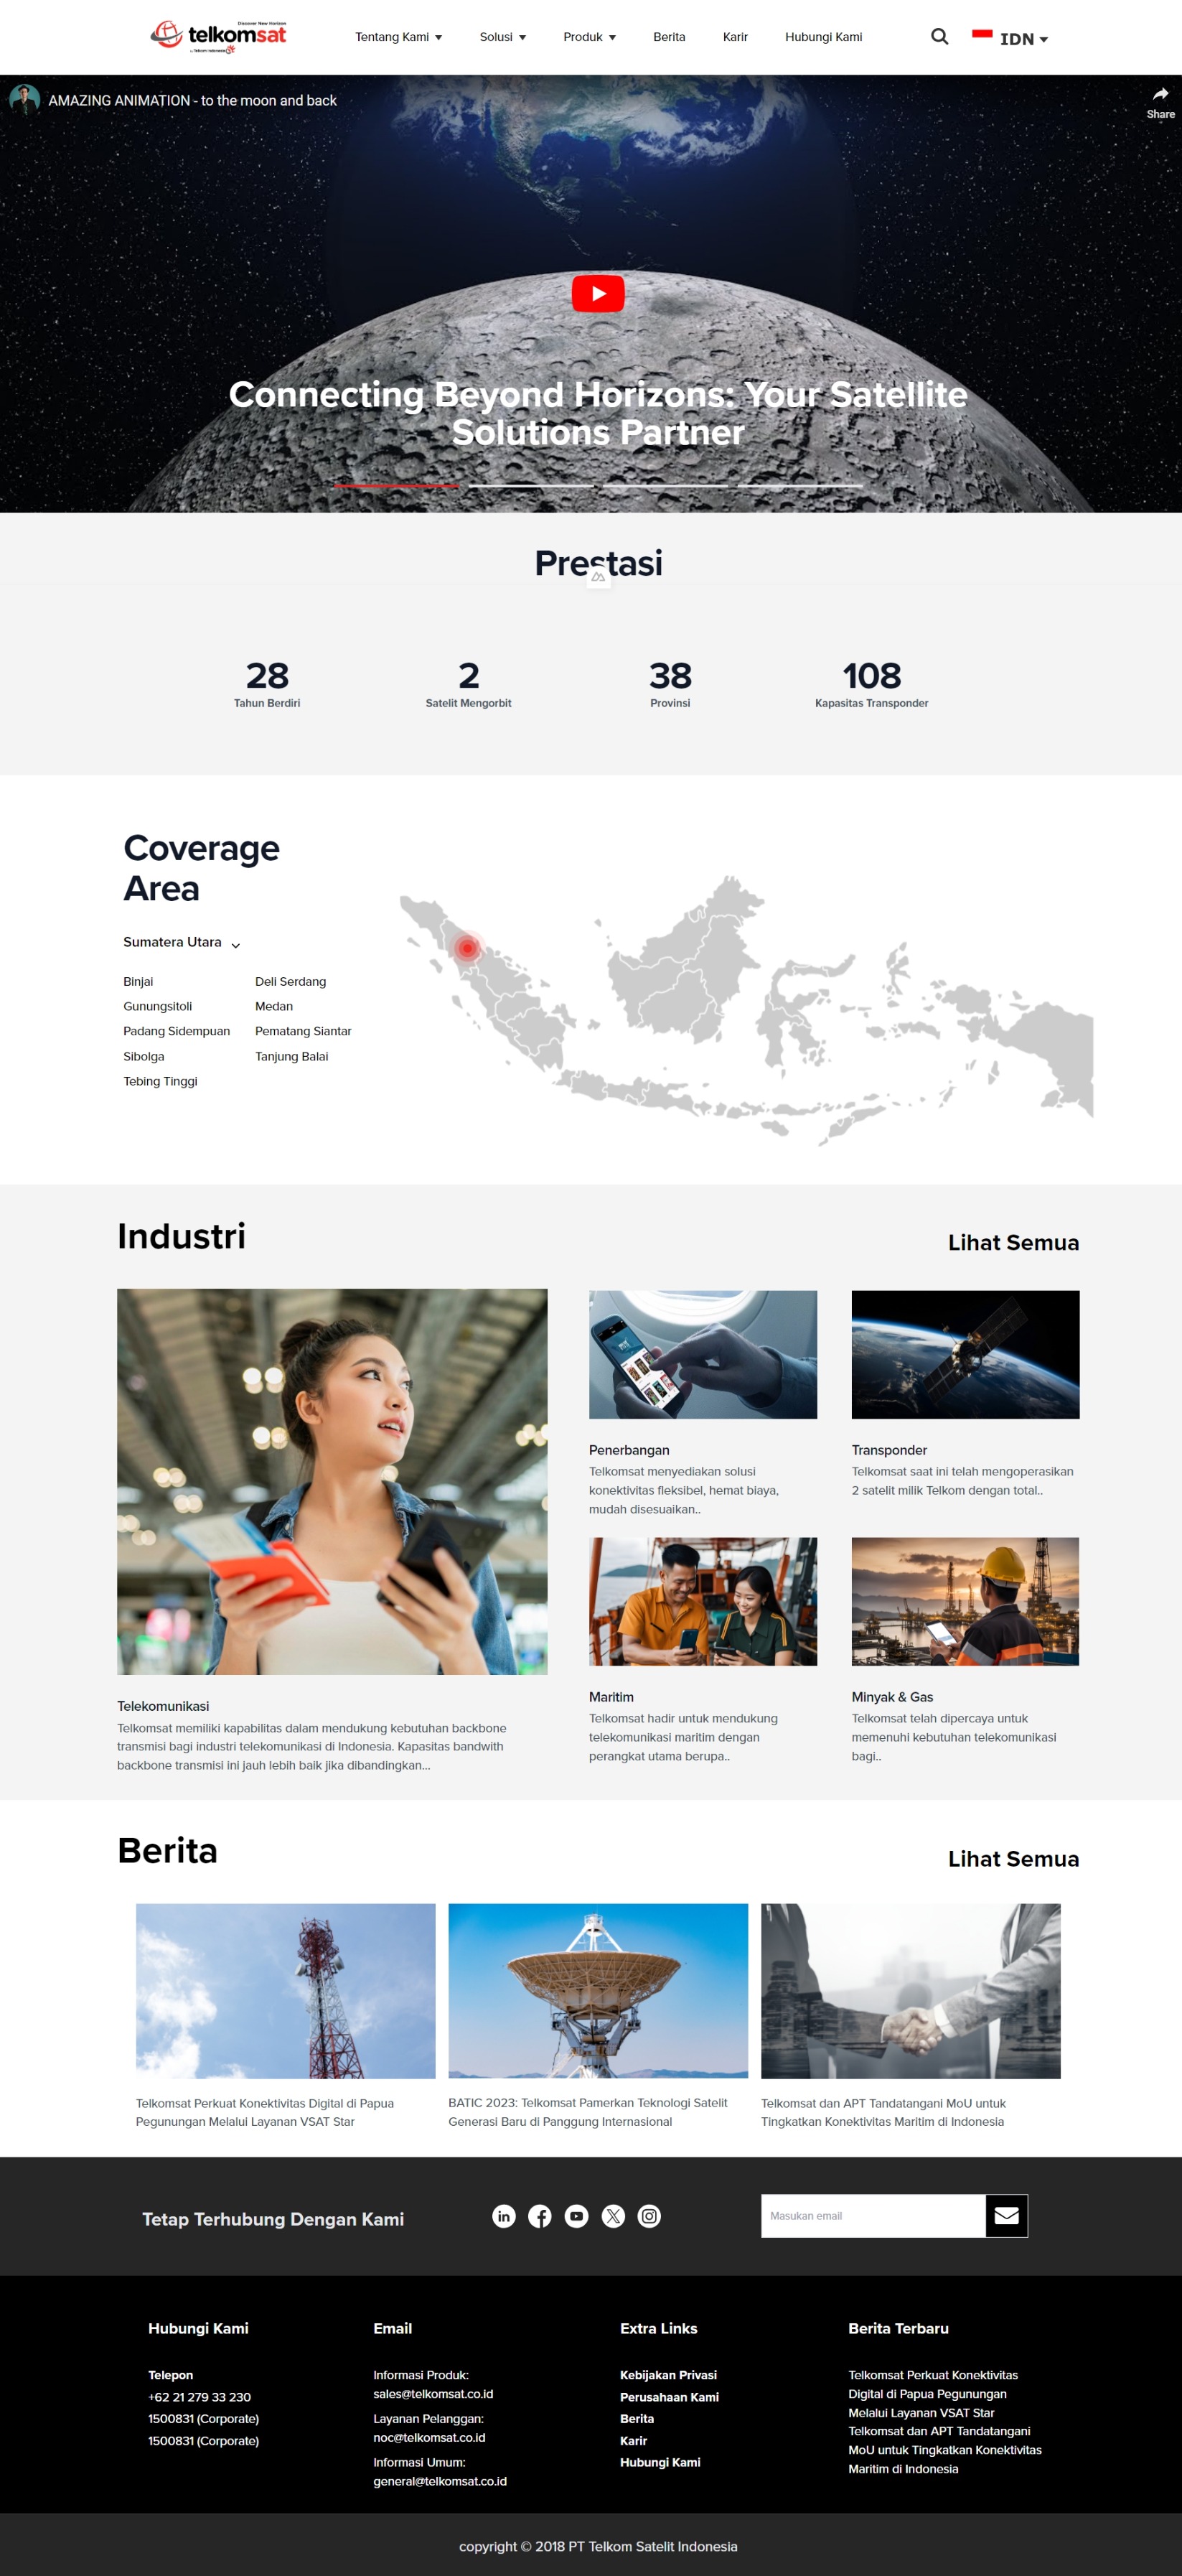 Discover New Horizon
telkomsat
by Telkom Indonesia
Tentang Kami
Solusi
Produk
Berita
Karir
Hubungi Kami
IDN
AMAZING ANIMATION - to the moon and back
Share
Connecting Beyond Horizons: Your Satellite
Solutions Partner
Prestasi
28
Tahun Berdiri
2
Satelit Mengorbit
38
Provinsi
108
Kapasitas Transponder
Coverage
Area
Sumatera Utara
Binjai
Deli Serdang
Gunungsitoli
Medan
Padang Sidempuan
Pematang Siantar
Sibolga
Tanjung Balai
Tebing Tinggi
Industri
Lihat Semua
Telekomunikasi
Telkomsat memiliki kapabilitas dalam mendukung kebutuhan backbone
transmisi bagi industri telekomunikasi di Indonesia. Kapasitas bandwith
backbone transmisi ini jauh lebih baik jika dibandingkan...
Penerbangan
Telkomsat menyediakan solusi
konektivitas fleksibel, hemat biaya,
mudah disesuaikan..
Transponder
Telkomsat saat ini telah mengoperasikan
2 satelit milik Telkom dengan total..
Maritim
Telkomsat hadir untuk mendukung
telekomunikasi maritim dengan
perangkat utama berupa..
Minyak & Gas
Telkomsat telah dipercaya untuk
memenuhi kebutuhan telekomunikasi
bagi..
Berita
Lihat Semua
Telkomsat Perkuat Konektivitas Digital di Papua
Pegunungan Melalui Layanan VSAT Star
BATIC 2023: Telkomsat Pamerkan Teknologi Satelit
Generasi Baru di Panggung Internasional
Telkomsat dan APT Tandatangani MoU untuk
Tingkatkan Konektivitas Maritim di Indonesia
Tetap Terhubung Dengan Kami
Masukan email
Hubungi Kami
Telepon
+62 21 279 33 230
1500831 (Corporate)
1500831 (Corporate)
Email
Informasi Produk:
sales@telkomsat.co.id
Layanan Pelanggan:
noc@telkomsat.co.id
Informasi Umum:
general@telkomsat.co.id
Extra Links
Kebijakan Privasi
Perusahaan Kami
Berita
Karir
Hubungi Kami
Berita Terbaru
Telkomsat Perkuat Konektivitas
Digital di Papua Pegunungan
Melalui Layanan VSAT Star
Telkomsat dan APT Tandatangani
MoU untuk Tingkatkan Konektivitas
Maritim di Indonesia
copyright © 2018 PT Telkom Satelit Indonesia